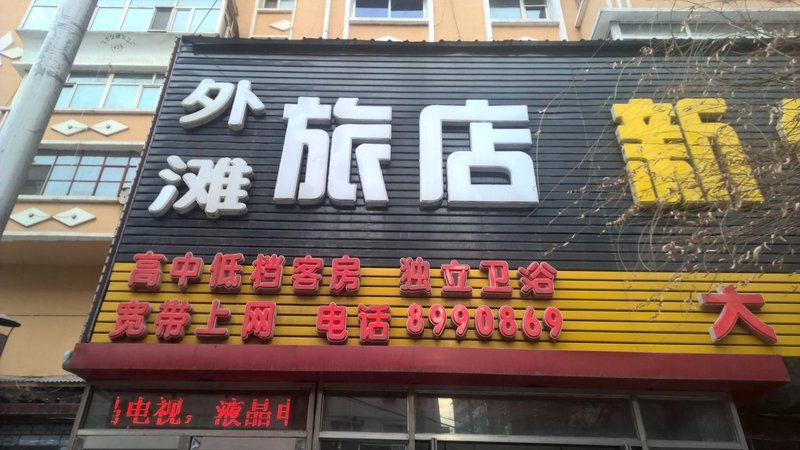 外滩 旅店 新
高中低档客房 独立卫浴
宽带上网 电话 8990869
大
电视，液晶